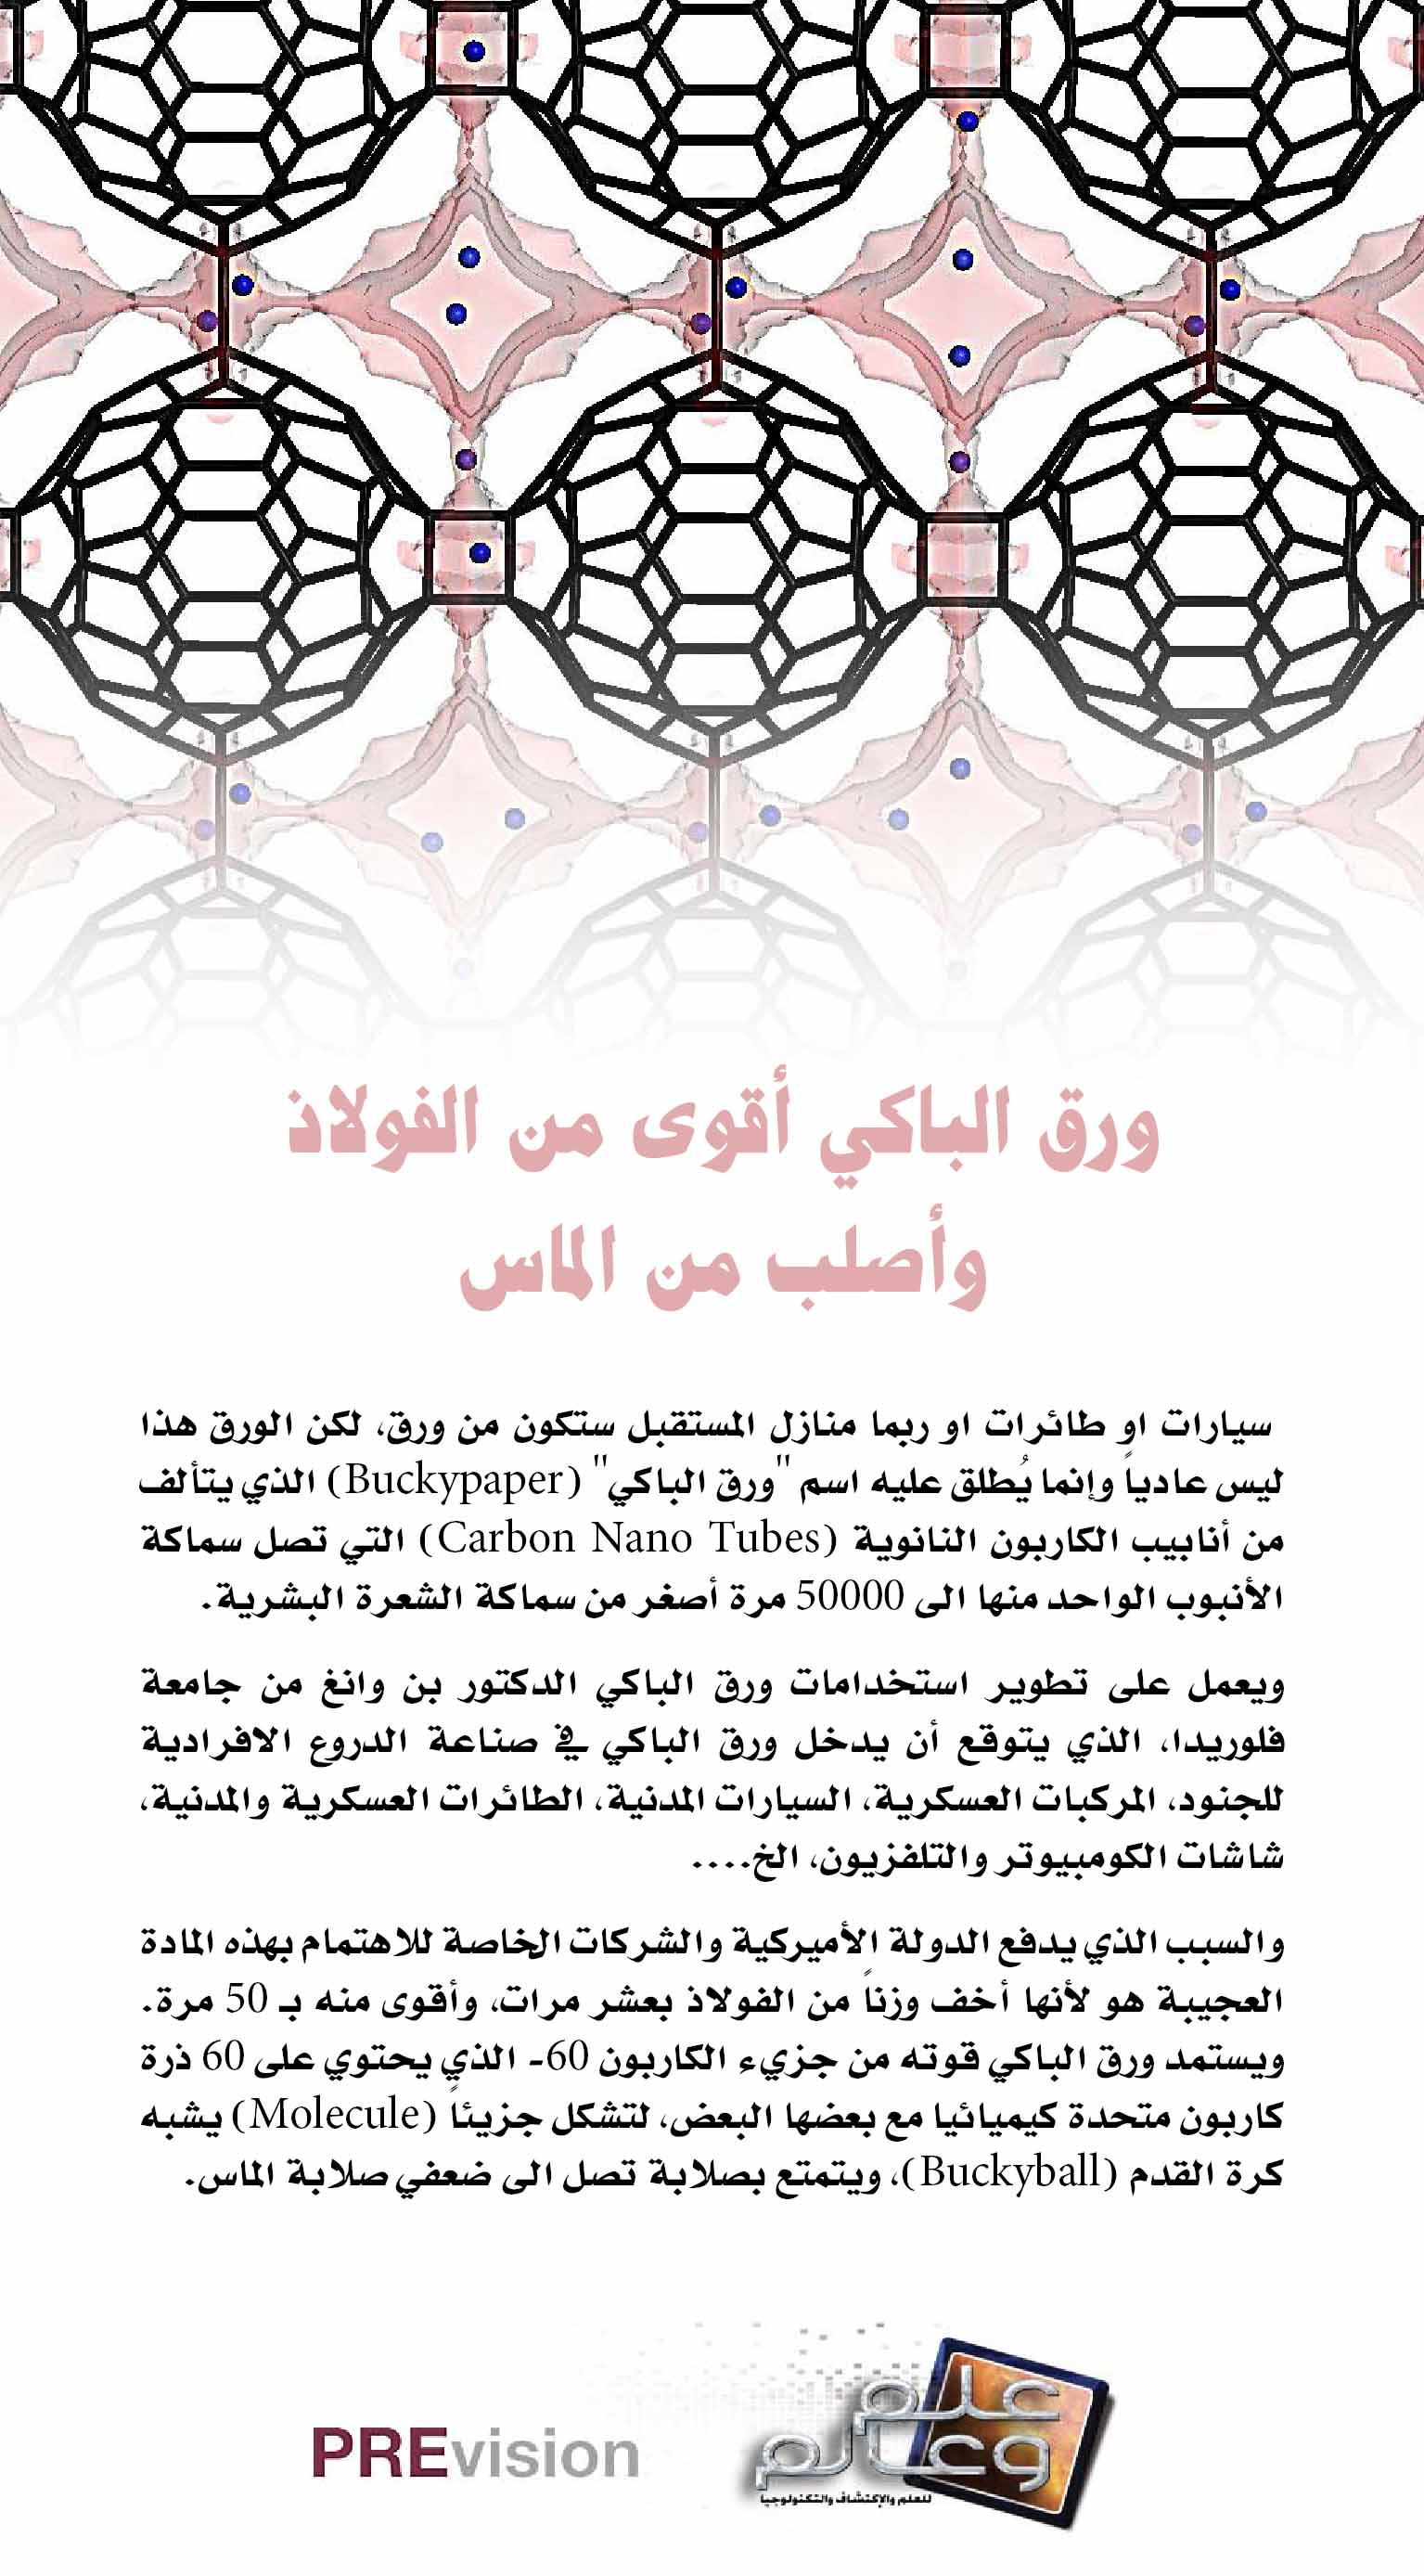 ورق الباكي أقوى من الفولاذ
وأصلب من الماس
سيارات او طائرات او ربما منازل المستقبل ستكون من ورق، لكن الورق هذا
ليس عادياً وإنما يُطلق عليه اسم "ورق الباكي" (Buckypaper) الذي يتألف
من أنابيب الكاربون النانوية (Carbon Nano Tubes) التي تصل سماكة
الأنبوب الواحد منها الى 50000 مرة أصغر من سماكة الشعرة البشرية.
ويعمل على تطوير استخدامات ورق الباكي الدكتور بن وانغ من جامعة
فلوريدا، الذي يتوقع أن يدخل ورق الباكي في صناعة الدروع الافرادية
للجنود، المركبات العسكرية، السيارات المدنية، الطائرات العسكرية والمدنية،
شاشات الكومبيوتر والتلفزيون، الخ....
والسبب الذي يدفع الدولة الأميركية والشركات الخاصة للاهتمام بهذه المادة
العجيبة هو لأنها أخف وزناً من الفولاذ بعشر مرات، وأقوى منه بـ 50 مرة.
ويستمد ورق الباكي قوته من جزيء الكاربون 60- الذي يحتوي على 60 ذرة
كاربون متحدة كيميائيا مع بعضها البعض، لتشكل جزيئاً (Molecule) يشبه
كرة القدم (Buckyball)، ويتمتع بصلابة تصل الى ضعفي صلابة الماس.
علم
وعالم
للعلم والإكتشاف والتكنولوجيا
PREvision